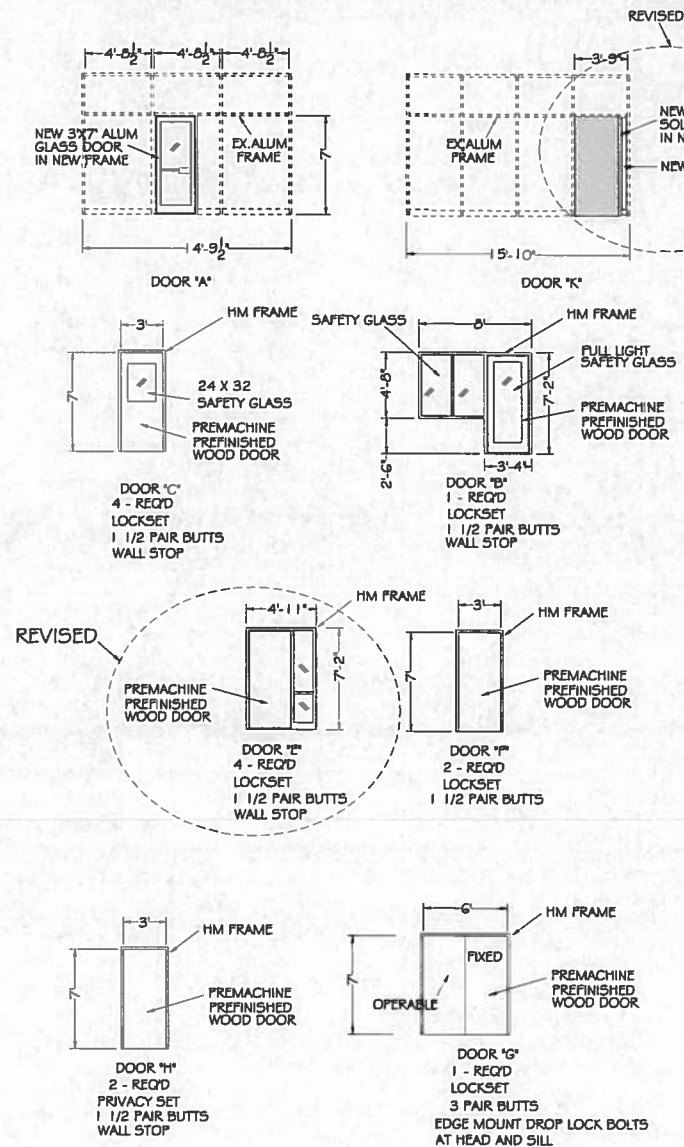 REVISED
4'-8½" 4'-8½" 4'-8½"
NEW 3'X7' ALUM
GLASS DOOR
IN NEW FRAME
EX.ALUM
FRAME
7'
14'-9½"
DOOR "A"
3'-9"
EX.ALUM
FRAME
NEW
IN
NEW
15'-10"
DOOR "K"
3'
HM FRAME
7'
24 X 32
SAFETY GLASS
PREMACHINE
PREFINISHED
WOOD DOOR
DOOR "C"
4 - REQ'D
LOCKSET
1 1/2 PAIR BUTTS
WALL STOP
SAFETY GLASS
8'
HM FRAME
FULL LIGHT
SAFETY GLASS
4'-8"
7'-2"
PREMACHINE
PREFINISHED
WOOD DOOR
2'-6"
3'-4"
DOOR "B"
1 - REQ'D
LOCKSET
1 1/2 PAIR BUTTS
WALL STOP
REVISED
4'-11"
HM FRAME
7'-2"
PREMACHINE
PREFINISHED
WOOD DOOR
DOOR "E"
4 - REQ'D
LOCKSET
1 1/2 PAIR BUTTS
WALL STOP
3'
HM FRAME
7'
PREMACHINE
PREFINISHED
WOOD DOOR
DOOR "F"
2 - REQ'D
LOCKSET
1 1/2 PAIR BUTTS
3'
HM FRAME
7'
PREMACHINE
PREFINISHED
WOOD DOOR
DOOR "H"
2 - REQ'D
PRIVACY SET
1 1/2 PAIR BUTTS
WALL STOP
6'
HM FRAME
7'
FIXED
OPERABLE
PREMACHINE
PREFINISHED
WOOD DOOR
DOOR "G"
1 - REQ'D
LOCKSET
3 PAIR BUTTS
EDGE MOUNT DROP LOCK BOLTS
AT HEAD AND SILL